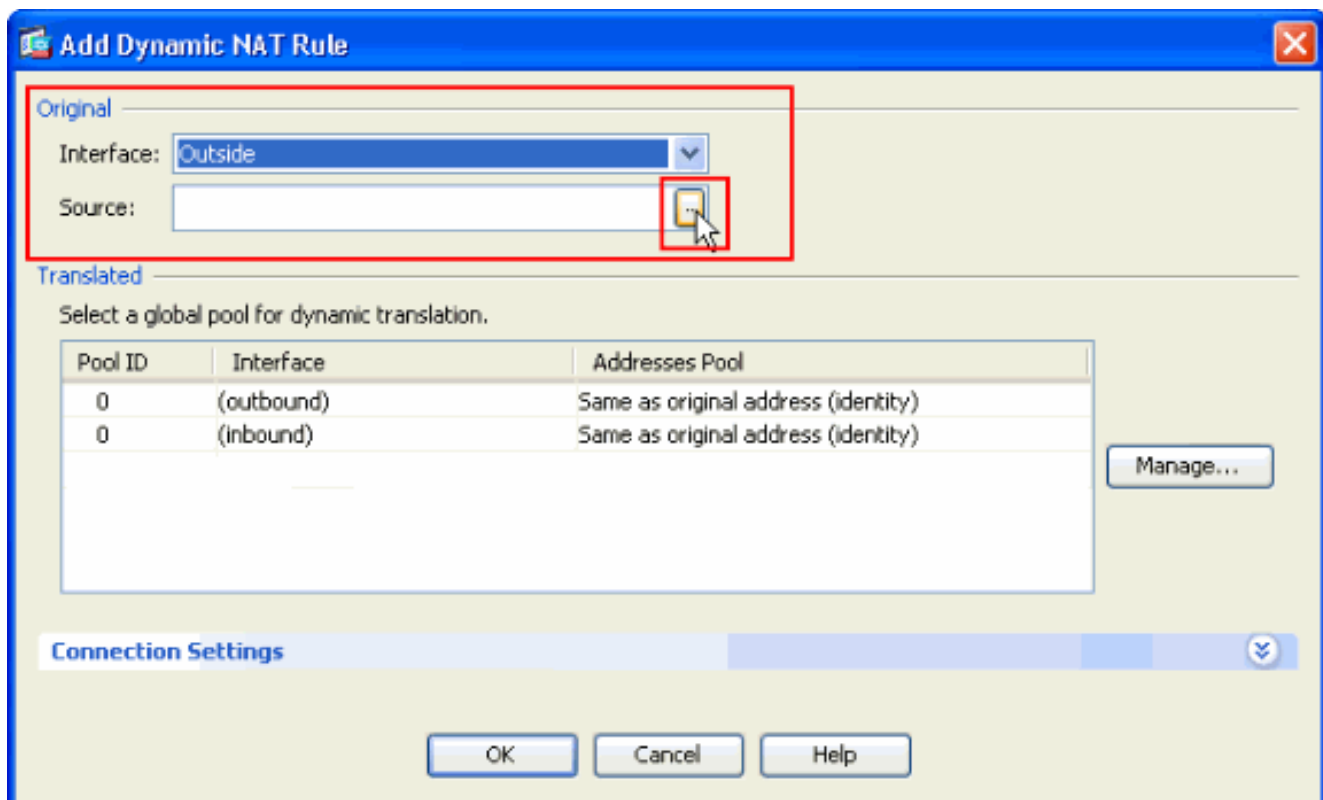 Add Dynamic NAT Rule
Original
Interface: Outside
Source: ...
Translated
Select a global pool for dynamic translation.
Pool ID Interface Addresses Pool
0 (outbound) Same as original address (identity)
0 (inbound) Same as original address (identity)
Manage...
Connection Settings
OK Cancel Help